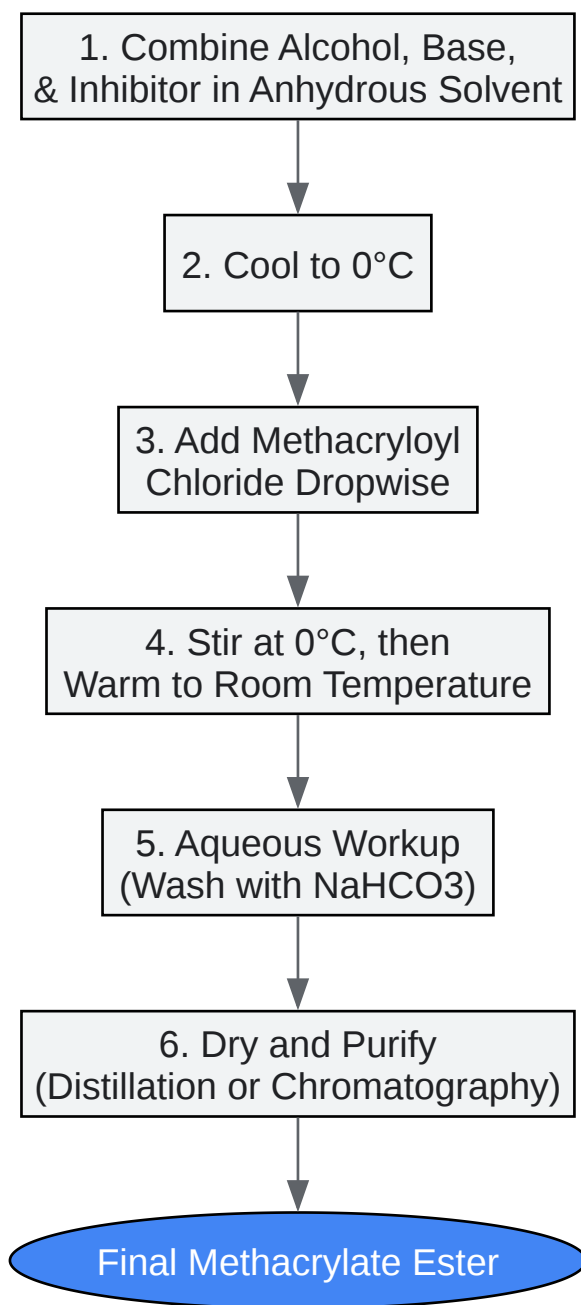 1. Combine Alcohol, Base,
& Inhibitor in Anhydrous Solvent
2. Cool to 0°C
3. Add Methacryloyl
Chloride Dropwise
4. Stir at 0°C, then
Warm to Room Temperature
5. Aqueous Workup
(Wash with NaHCO3)
6. Dry and Purify
(Distillation or Chromatography)
Final Methacrylate Ester